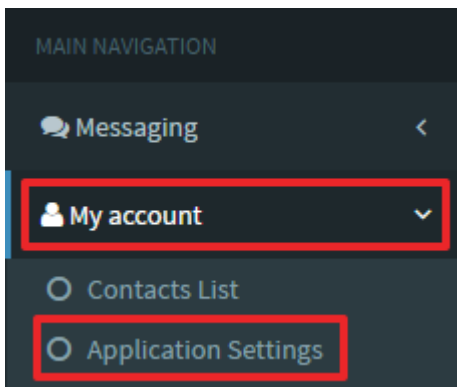 MAIN NAVIGATION
Messaging
My account
Contacts List
Application Settings